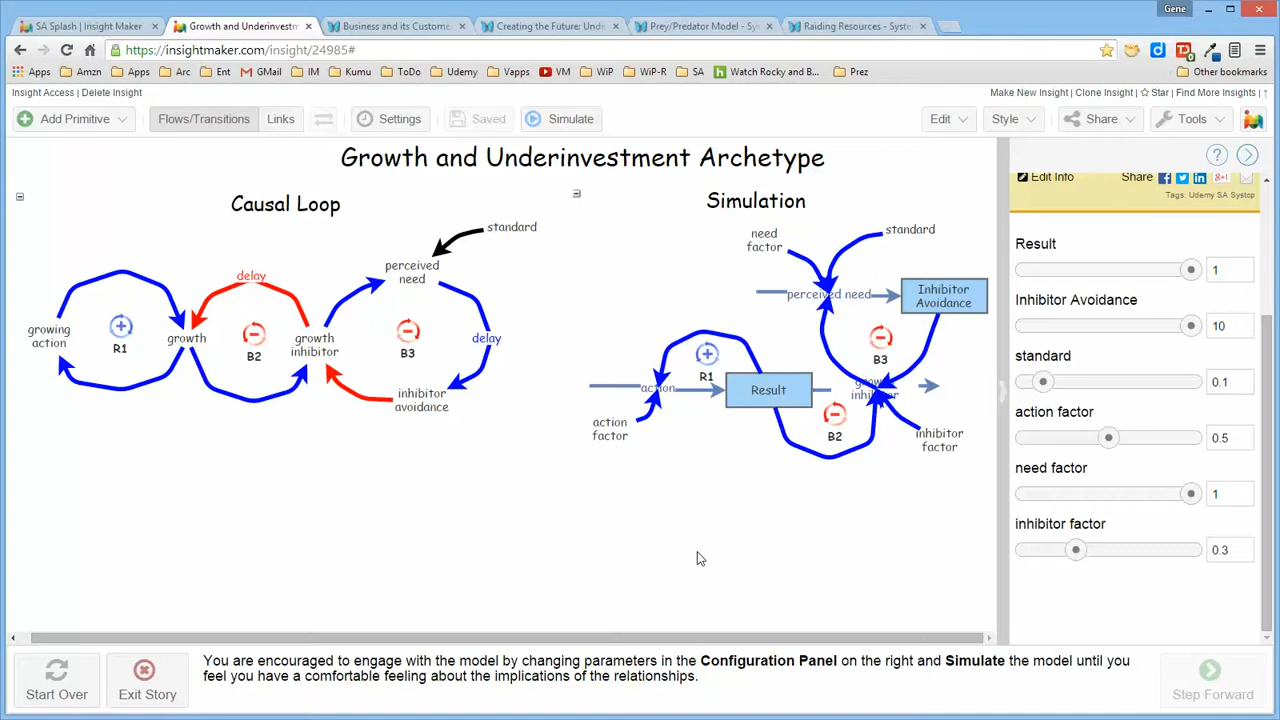 Gene
SA Splash | Insight Maker
Growth and Underinvestm
Business and its Custome
Creating the Future: Und
Prey/Predator Model - Sy
Raiding Resources - Syste
https://insightmaker.com/insight/24985#
Apps
Amzn
Apps
Arc
Ent
GMail
IM
Kumu
ToDo
Udemy
Vapps
VM
WiP
WiP-R
SA
Watch Rocky and B...
Prez
Other bookmarks
Insight Access | Delete Insight
Make New Insight | Clone Insight | Star | Find More Insights |
Add Primitive
Flows/Transitions
Links
Settings
Saved
Simulate
Edit
Style
Share
Tools
Growth and Underinvestment Archetype
Causal Loop
standard
perceived
need
delay
growing
action
R1
growth
B2
growth
inhibitor
B3
delay
inhibitor
avoidance
Simulation
need
factor
standard
perceived need
Inhibitor
Avoidance
B3
R1
action
Result
growth
inhibitor
action
factor
B2
inhibitor
factor
Edit Info
Share
Tags: Udemy SA Systop
Result
1
Inhibitor Avoidance
10
standard
0.1
action factor
0.5
need factor
1
inhibitor factor
0.3
Start Over
Exit Story
You are encouraged to engage with the model by changing parameters in the Configuration Panel on the right and Simulate the model until you
feel you have a comfortable feeling about the implications of the relationships.
Step Forward